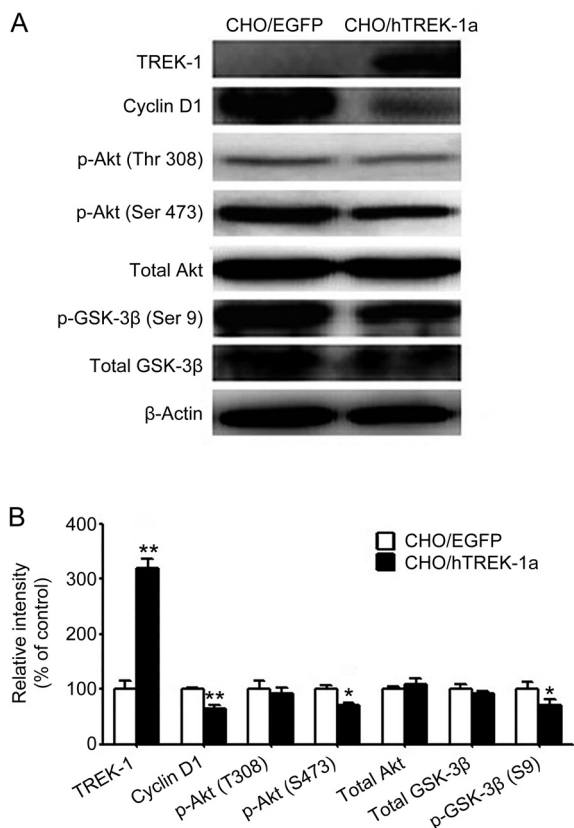 A
CHO/EGFP CHO/hTREK-1a
TREK-1
Cyclin D1
p-Akt (Thr 308)
p-Akt (Ser 473)
Total Akt
p-GSK-3β (Ser 9)
Total GSK-3β
β-Actin
B
Relative intensity
(% of control)
400
300
200
100
0
CHO/EGFP
CHO/hTREK-1a
**
**
*
*
TREK-1
Cyclin D1
p-Akt (T308)
p-Akt (S473)
Total Akt
Total GSK-3β
p-GSK-3β (S9)